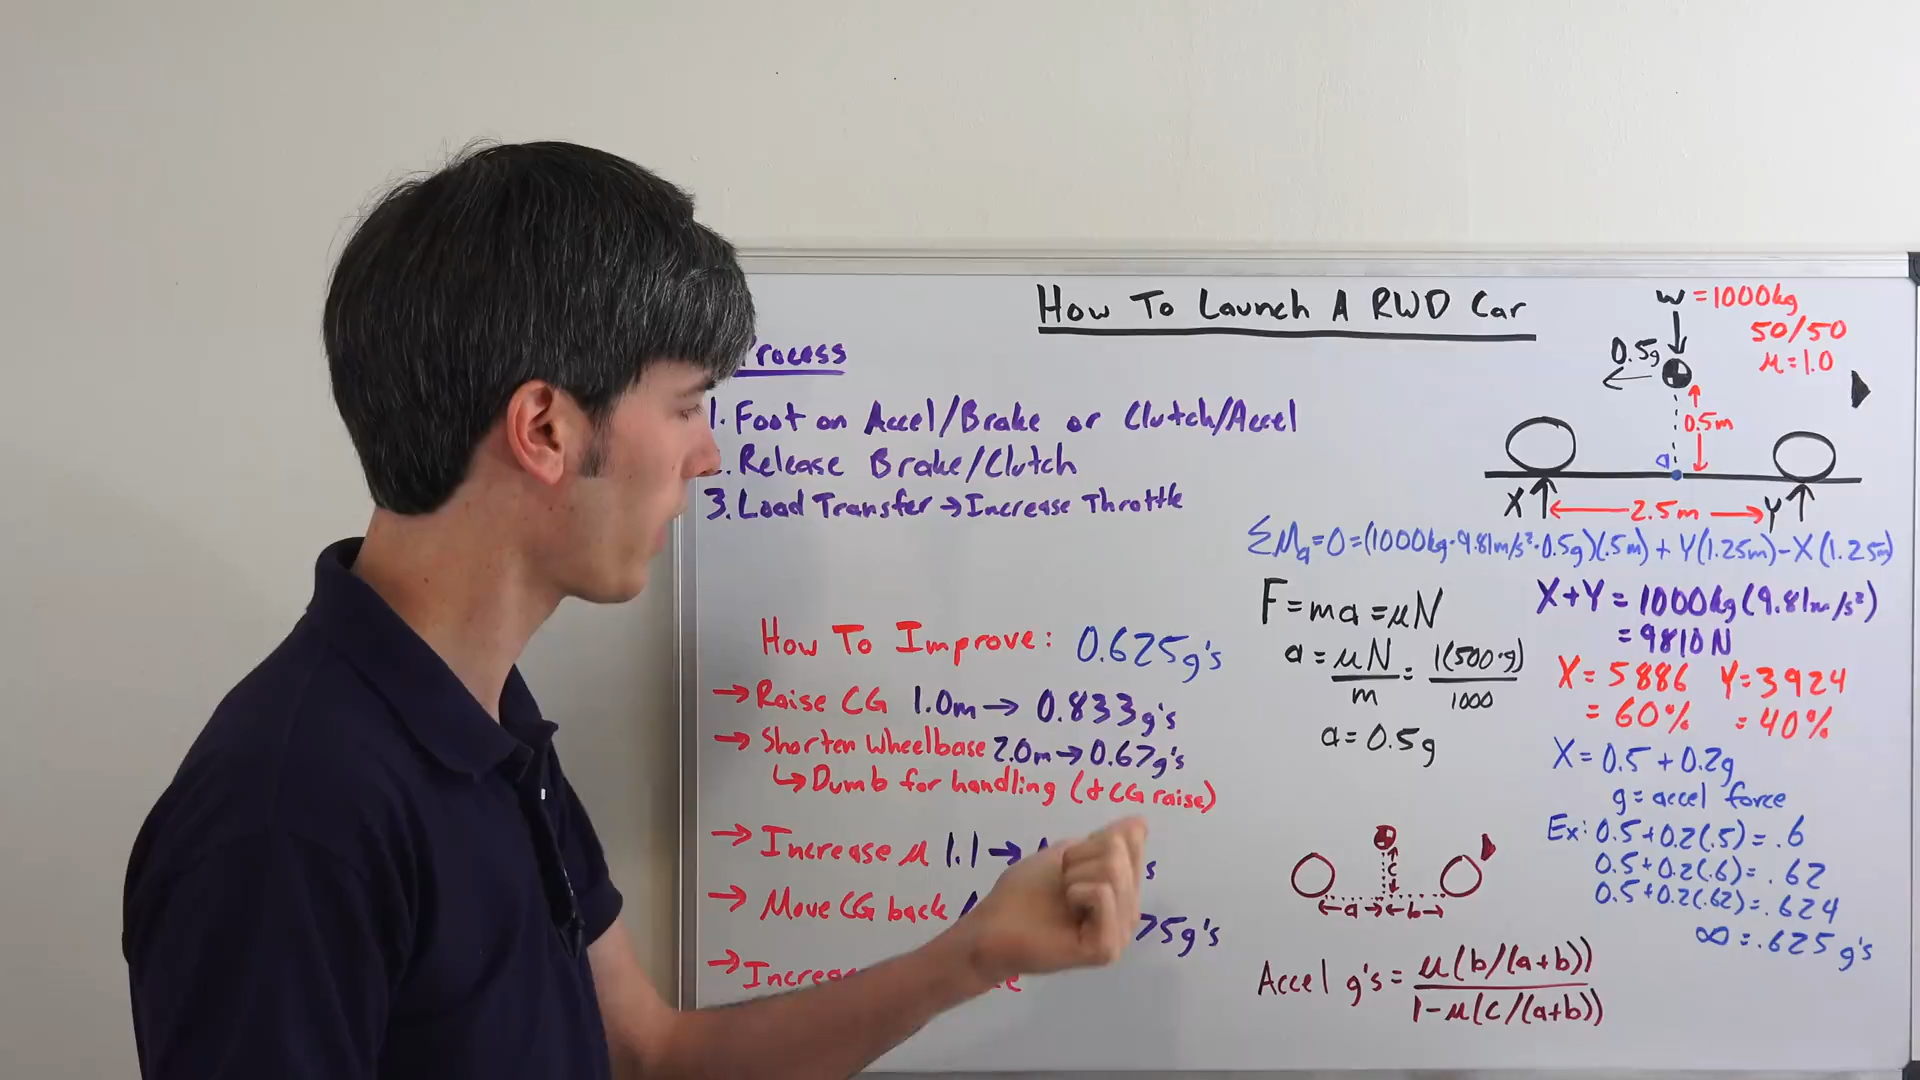 How To Launch A RWD Car
Process
1. Foot on Accel/Brake or Clutch/Accel
2. Release Brake/Clutch
3. Load Transfer → Increase Throttle
How To Improve: 0.625g's
→ Raise CG 1.0m → 0.833g's
→ Shorten Wheelbase 2.0m → 0.67g's
↳ Dumb for handling (& CG raise)
→ Increase μ 1.1 →
→ Move CG back
75g's
→
w = 1000kg
50/50
μ = 1.0
0.5g
0.5m
a
X ← 2.5m → Y
ΣMa = 0 = (1000kg · 9.81m/s² · 0.5g)(.5m) + Y(1.25m) - X(1.25m)
F = ma = μN
a = μN/m = 1(500·g)/1000
a = 0.5g
X + Y = 1000kg(9.81m/s²)
= 9810N
X = 5886 Y = 3924
= 60% = 40%
X = 0.5 + 0.2g
g = accel force
Ex: 0.5 + 0.2(.5) = .6
0.5 + 0.2(.6) = .62
0.5 + 0.2(.62) = .624
∞ = .625 g's
c
a b
Accel g's = μ(b/(a+b))
1 - μ(c/(a+b))